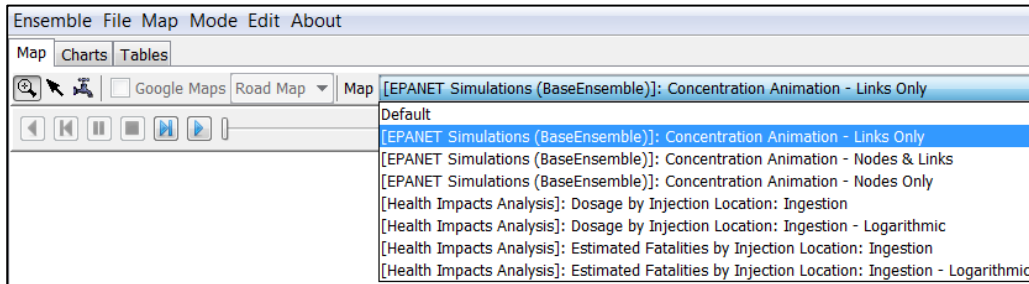 Ensemble File Map Mode Edit About
Map Charts Tables
Google Maps Road Map Map [EPANET Simulations (BaseEnsemble)]: Concentration Animation - Links Only
Default
[EPANET Simulations (BaseEnsemble)]: Concentration Animation - Links Only
[EPANET Simulations (BaseEnsemble)]: Concentration Animation - Nodes & Links
[EPANET Simulations (BaseEnsemble)]: Concentration Animation - Nodes Only
[Health Impacts Analysis]: Dosage by Injection Location: Ingestion
[Health Impacts Analysis]: Dosage by Injection Location: Ingestion - Logarithmic
[Health Impacts Analysis]: Estimated Fatalities by Injection Location: Ingestion
[Health Impacts Analysis]: Estimated Fatalities by Injection Location: Ingestion - Logarithmic